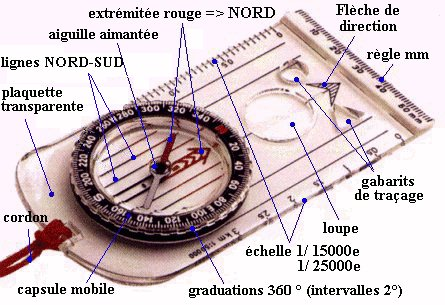 extrémitée rouge => NORD
aiguille aimantée
Flèche de
direction
lignes NORD-SUD
règle mm
plaquette
transparente
gabarits
de traçage
cordon
loupe
échelle 1/ 15000e
1/ 25000e
capsule mobile
graduations 360 ° (intervalles 2°)